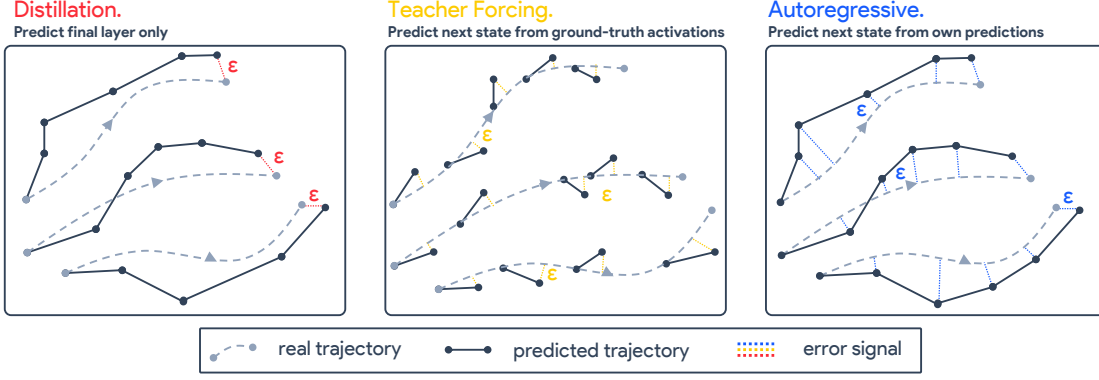 Distillation.
Predict final layer only
ε
ε
ε
Teacher Forcing.
Predict next state from ground-truth activations
ε
ε
ε
Autoregressive.
Predict next state from own predictions
ε
ε
ε
real trajectory
predicted trajectory
error signal